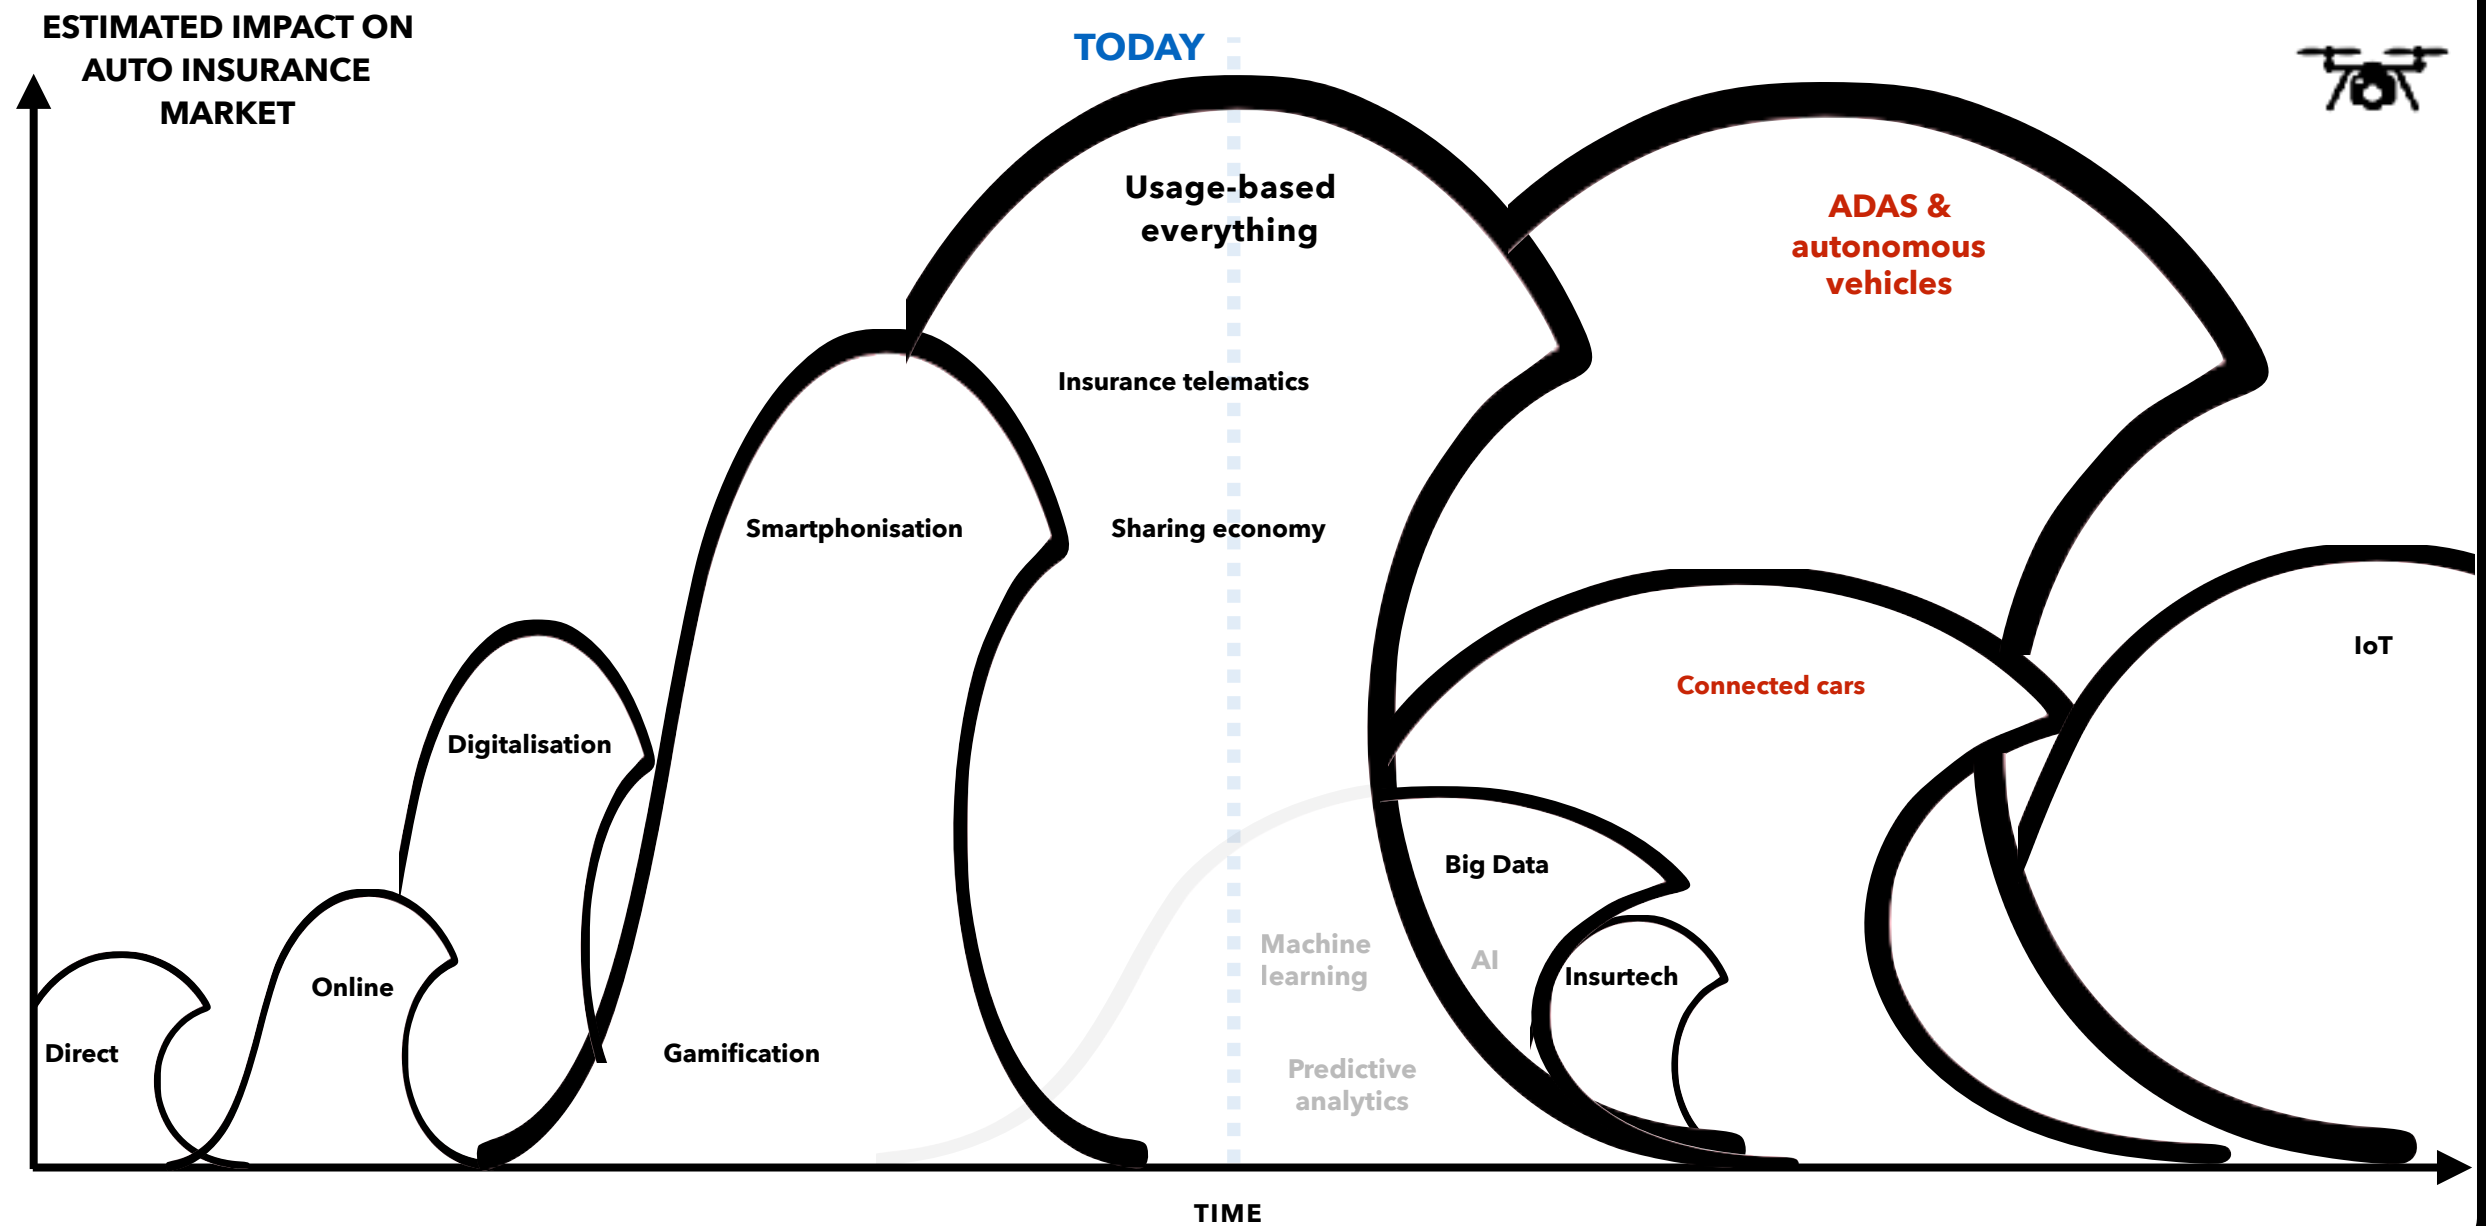 ESTIMATED IMPACT ON
AUTO INSURANCE
MARKET
TODAY
Usage-based
everything
ADAS &
autonomous
vehicles
Insurance telematics
Smartphonisation
Sharing economy
IoT
Connected cars
Digitalisation
Big Data
Machine
learning
AI
Insurtech
Online
Direct
Gamification
Predictive
analytics
TIME